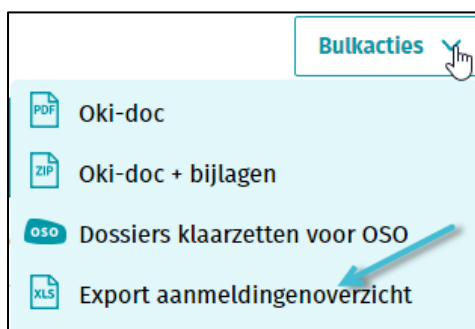 Bulkacties
PDF Oki-doc
ZIP Oki-doc + bijlagen
OSO Dossiers klaarzetten voor OSO
XLS Export aanmeldingenoverzicht